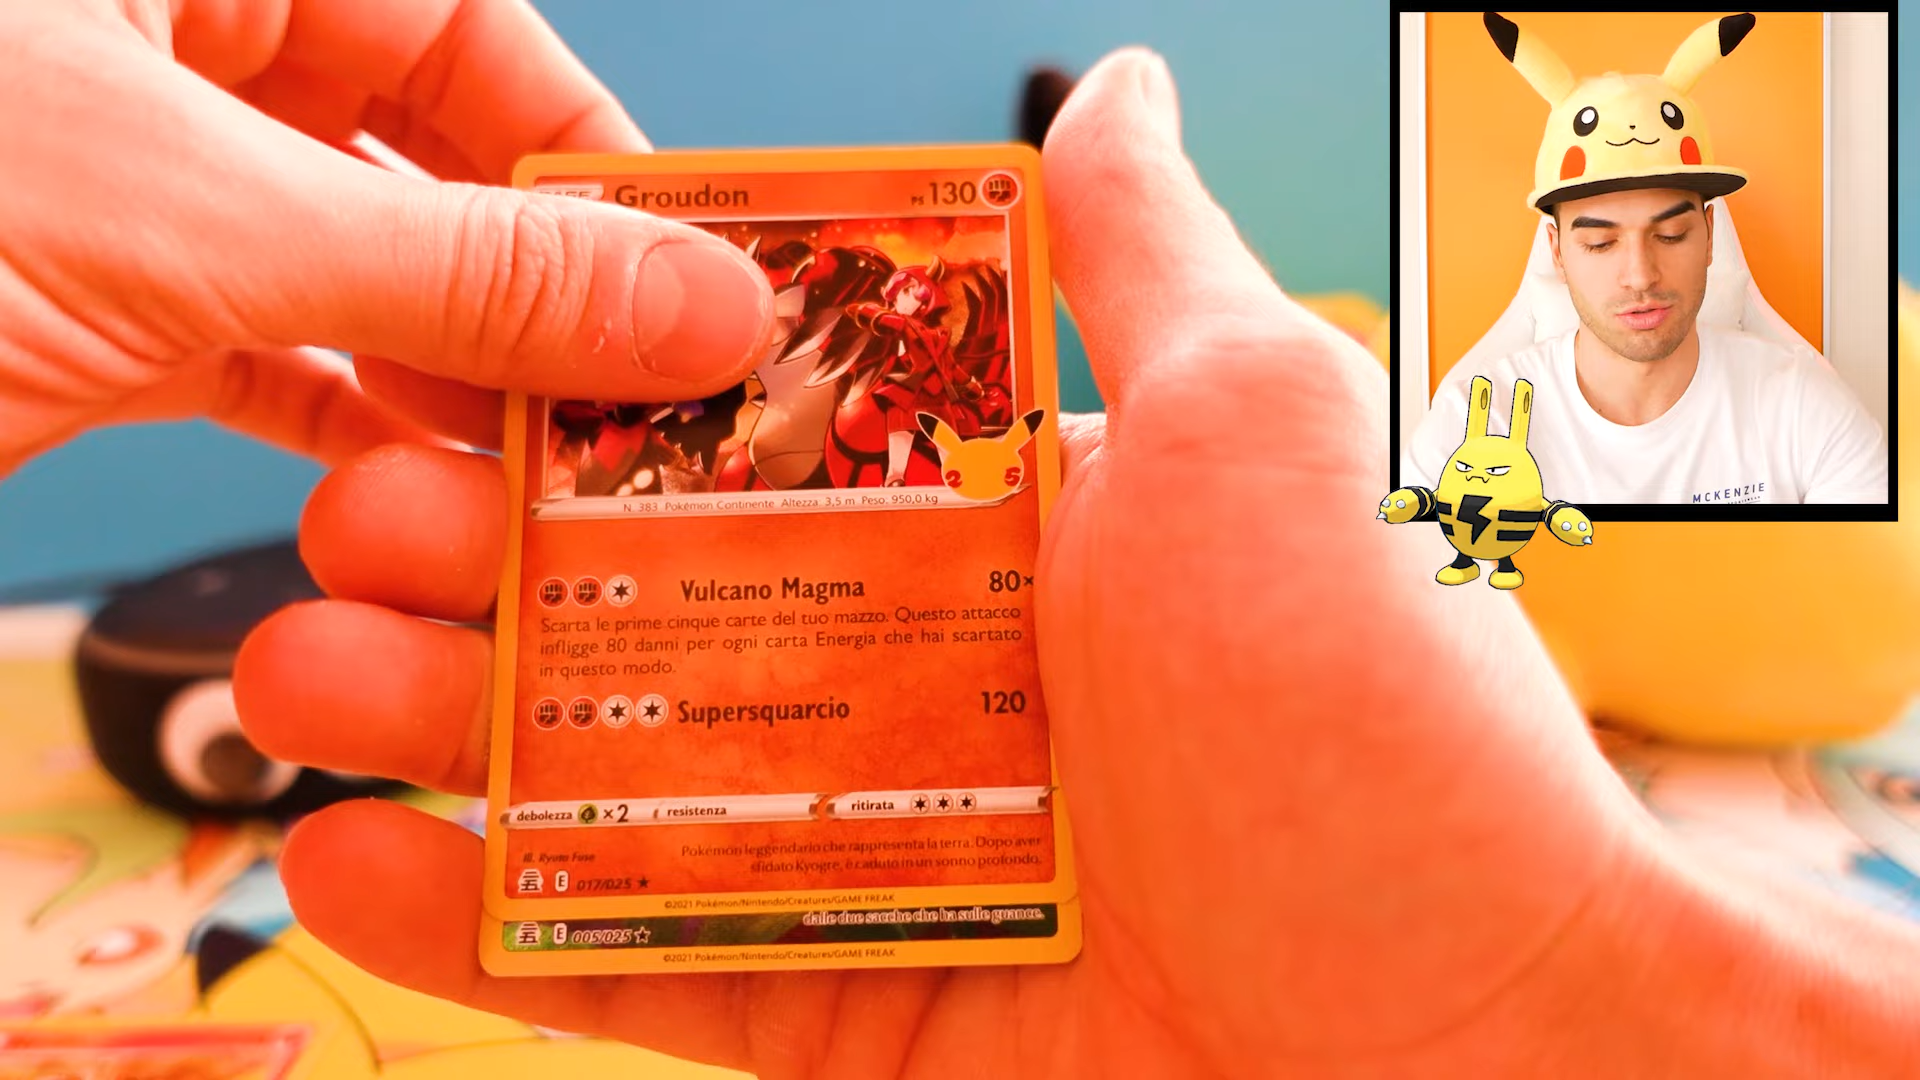 Groudon PS 130
25
N. 383 Pokémon Continente Altezza: 3,5 m Peso: 950,0 kg
Vulcano Magma 80×
Scarta le prime cinque carte del tuo mazzo. Questo attacco
infligge 80 danni per ogni carta Energia che hai scartato
in questo modo.
Supersquarcio 120
debolezza ×2 resistenza ritirata
Ill. Ryota Fuse
Pokémon leggendario che rappresenta la terra. Dopo aver
sfidato Kyogre, è caduto in un sonno profondo.
E 017/025
©2021 Pokémon/Nintendo/Creatures/GAME FREAK
dalle due sacche che ha sulle guance.
E 005/025
©2021 Pokémon/Nintendo/Creatures/GAME FREAK
MCKENZIE